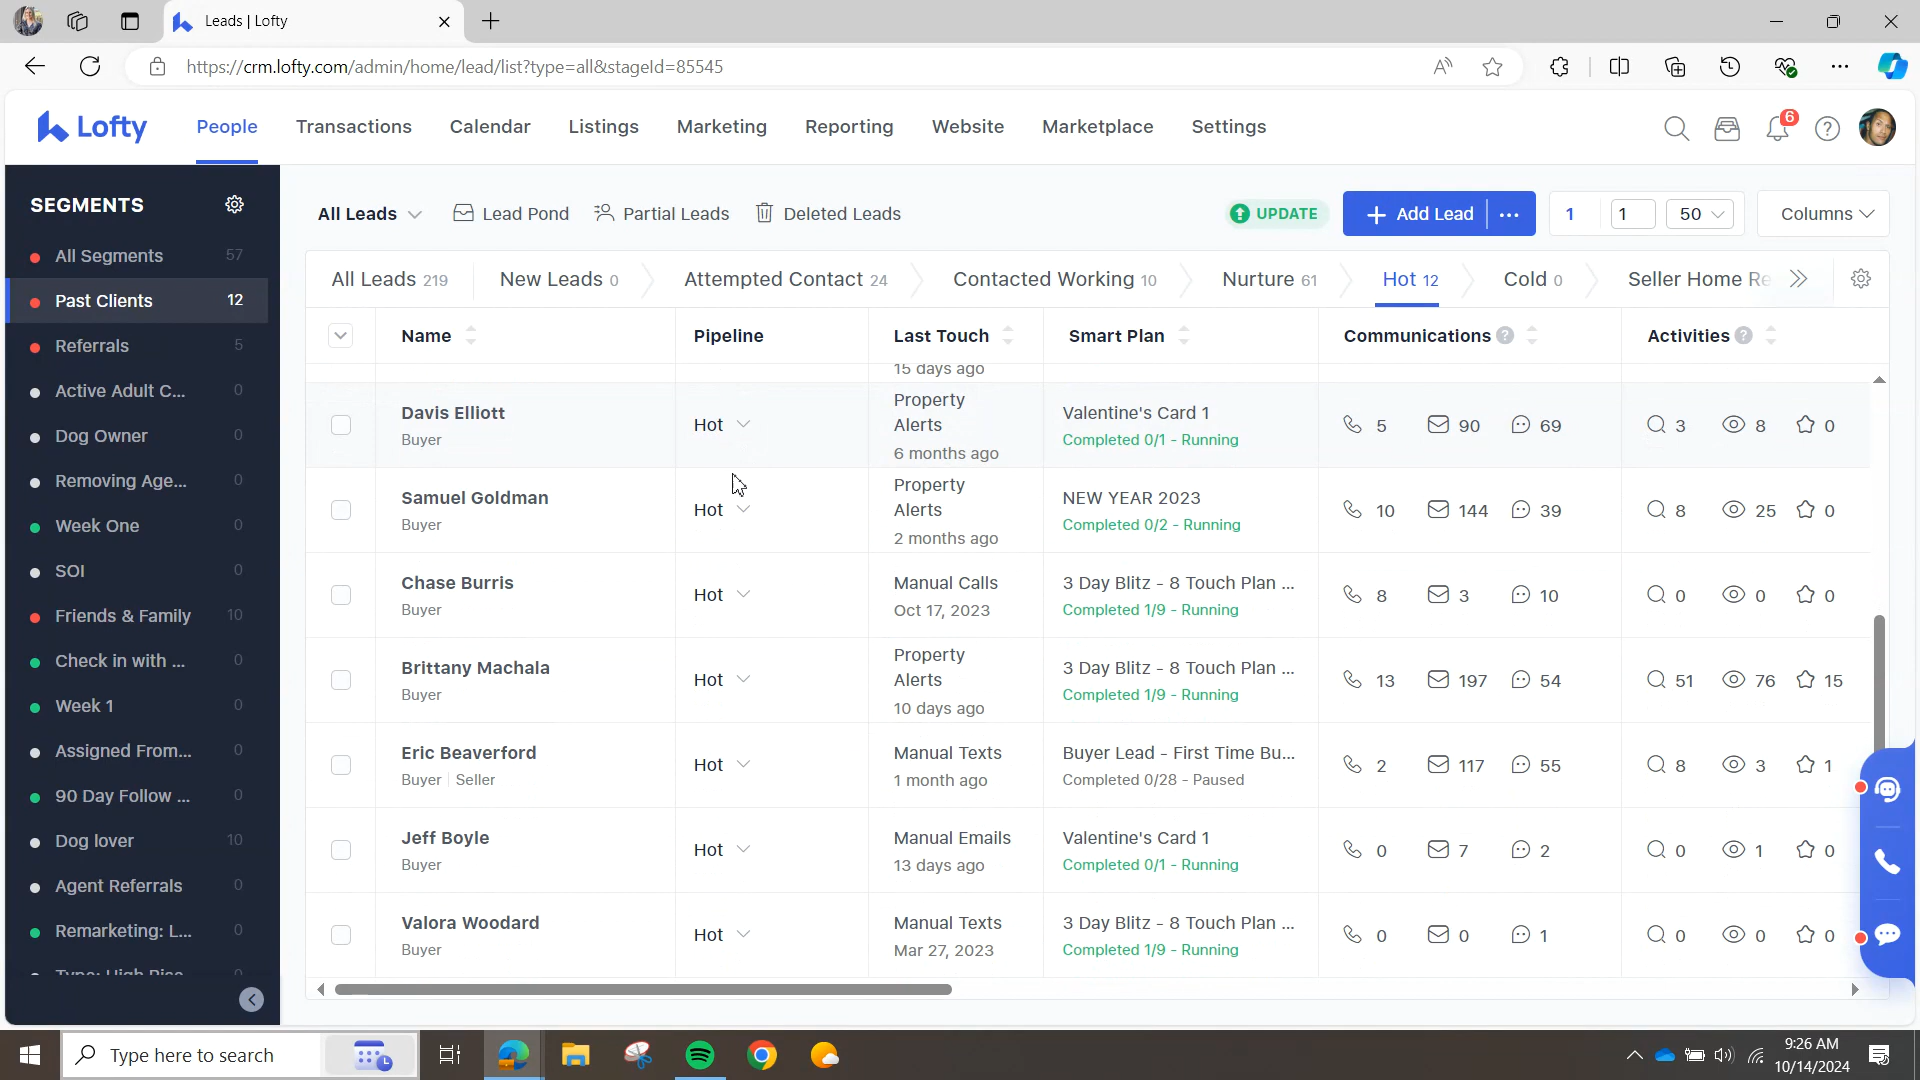 Leads | Lofty
https://crm.lofty.com/admin/home/lead/list?type=all&stageId=85545
Lofty
People Transactions Calendar Listings Marketing Reporting Website Marketplace Settings
6
SEGMENTS
All Segments 57
Past Clients 12
Referrals 5
Active Adult C... 0
Dog Owner 0
Removing Age... 0
Week One 0
SOI 0
Friends & Family 10
Check in with ... 0
Week 1 0
Assigned From... 0
90 Day Follow ... 0
Dog lover 10
Agent Referrals 0
Remarketing: L... 0
Type: High Rise 0
All Leads Lead Pond Partial Leads Deleted Leads UPDATE + Add Lead ... 1 1 50 Columns
All Leads 219 New Leads 0 Attempted Contact 24 Contacted Working 10 Nurture 61 Hot 12 Cold 0 Seller Home Re
Name Pipeline Last Touch Smart Plan Communications ? Activities ?
15 days ago
Davis Elliott
Buyer
Hot
Property
Alerts
6 months ago
Valentine's Card 1
Completed 0/1 - Running
5 90 69 3 8 0
Samuel Goldman
Buyer
Hot
Property
Alerts
2 months ago
NEW YEAR 2023
Completed 0/2 - Running
10 144 39 8 25 0
Chase Burris
Buyer
Hot
Manual Calls
Oct 17, 2023
3 Day Blitz - 8 Touch Plan ...
Completed 1/9 - Running
8 3 10 0 0 0
Brittany Machala
Buyer
Hot
Property
Alerts
10 days ago
3 Day Blitz - 8 Touch Plan ...
Completed 1/9 - Running
13 197 54 51 76 15
Eric Beaverford
Buyer | Seller
Hot
Manual Texts
1 month ago
Buyer Lead - First Time Bu...
Completed 0/28 - Paused
2 117 55 8 3 1
Jeff Boyle
Buyer
Hot
Manual Emails
13 days ago
Valentine's Card 1
Completed 0/1 - Running
0 7 2 0 1 0
Valora Woodard
Buyer
Hot
Manual Texts
Mar 27, 2023
3 Day Blitz - 8 Touch Plan ...
Completed 1/9 - Running
0 0 1 0 0 0
Type here to search
9:26 AM
10/14/2024